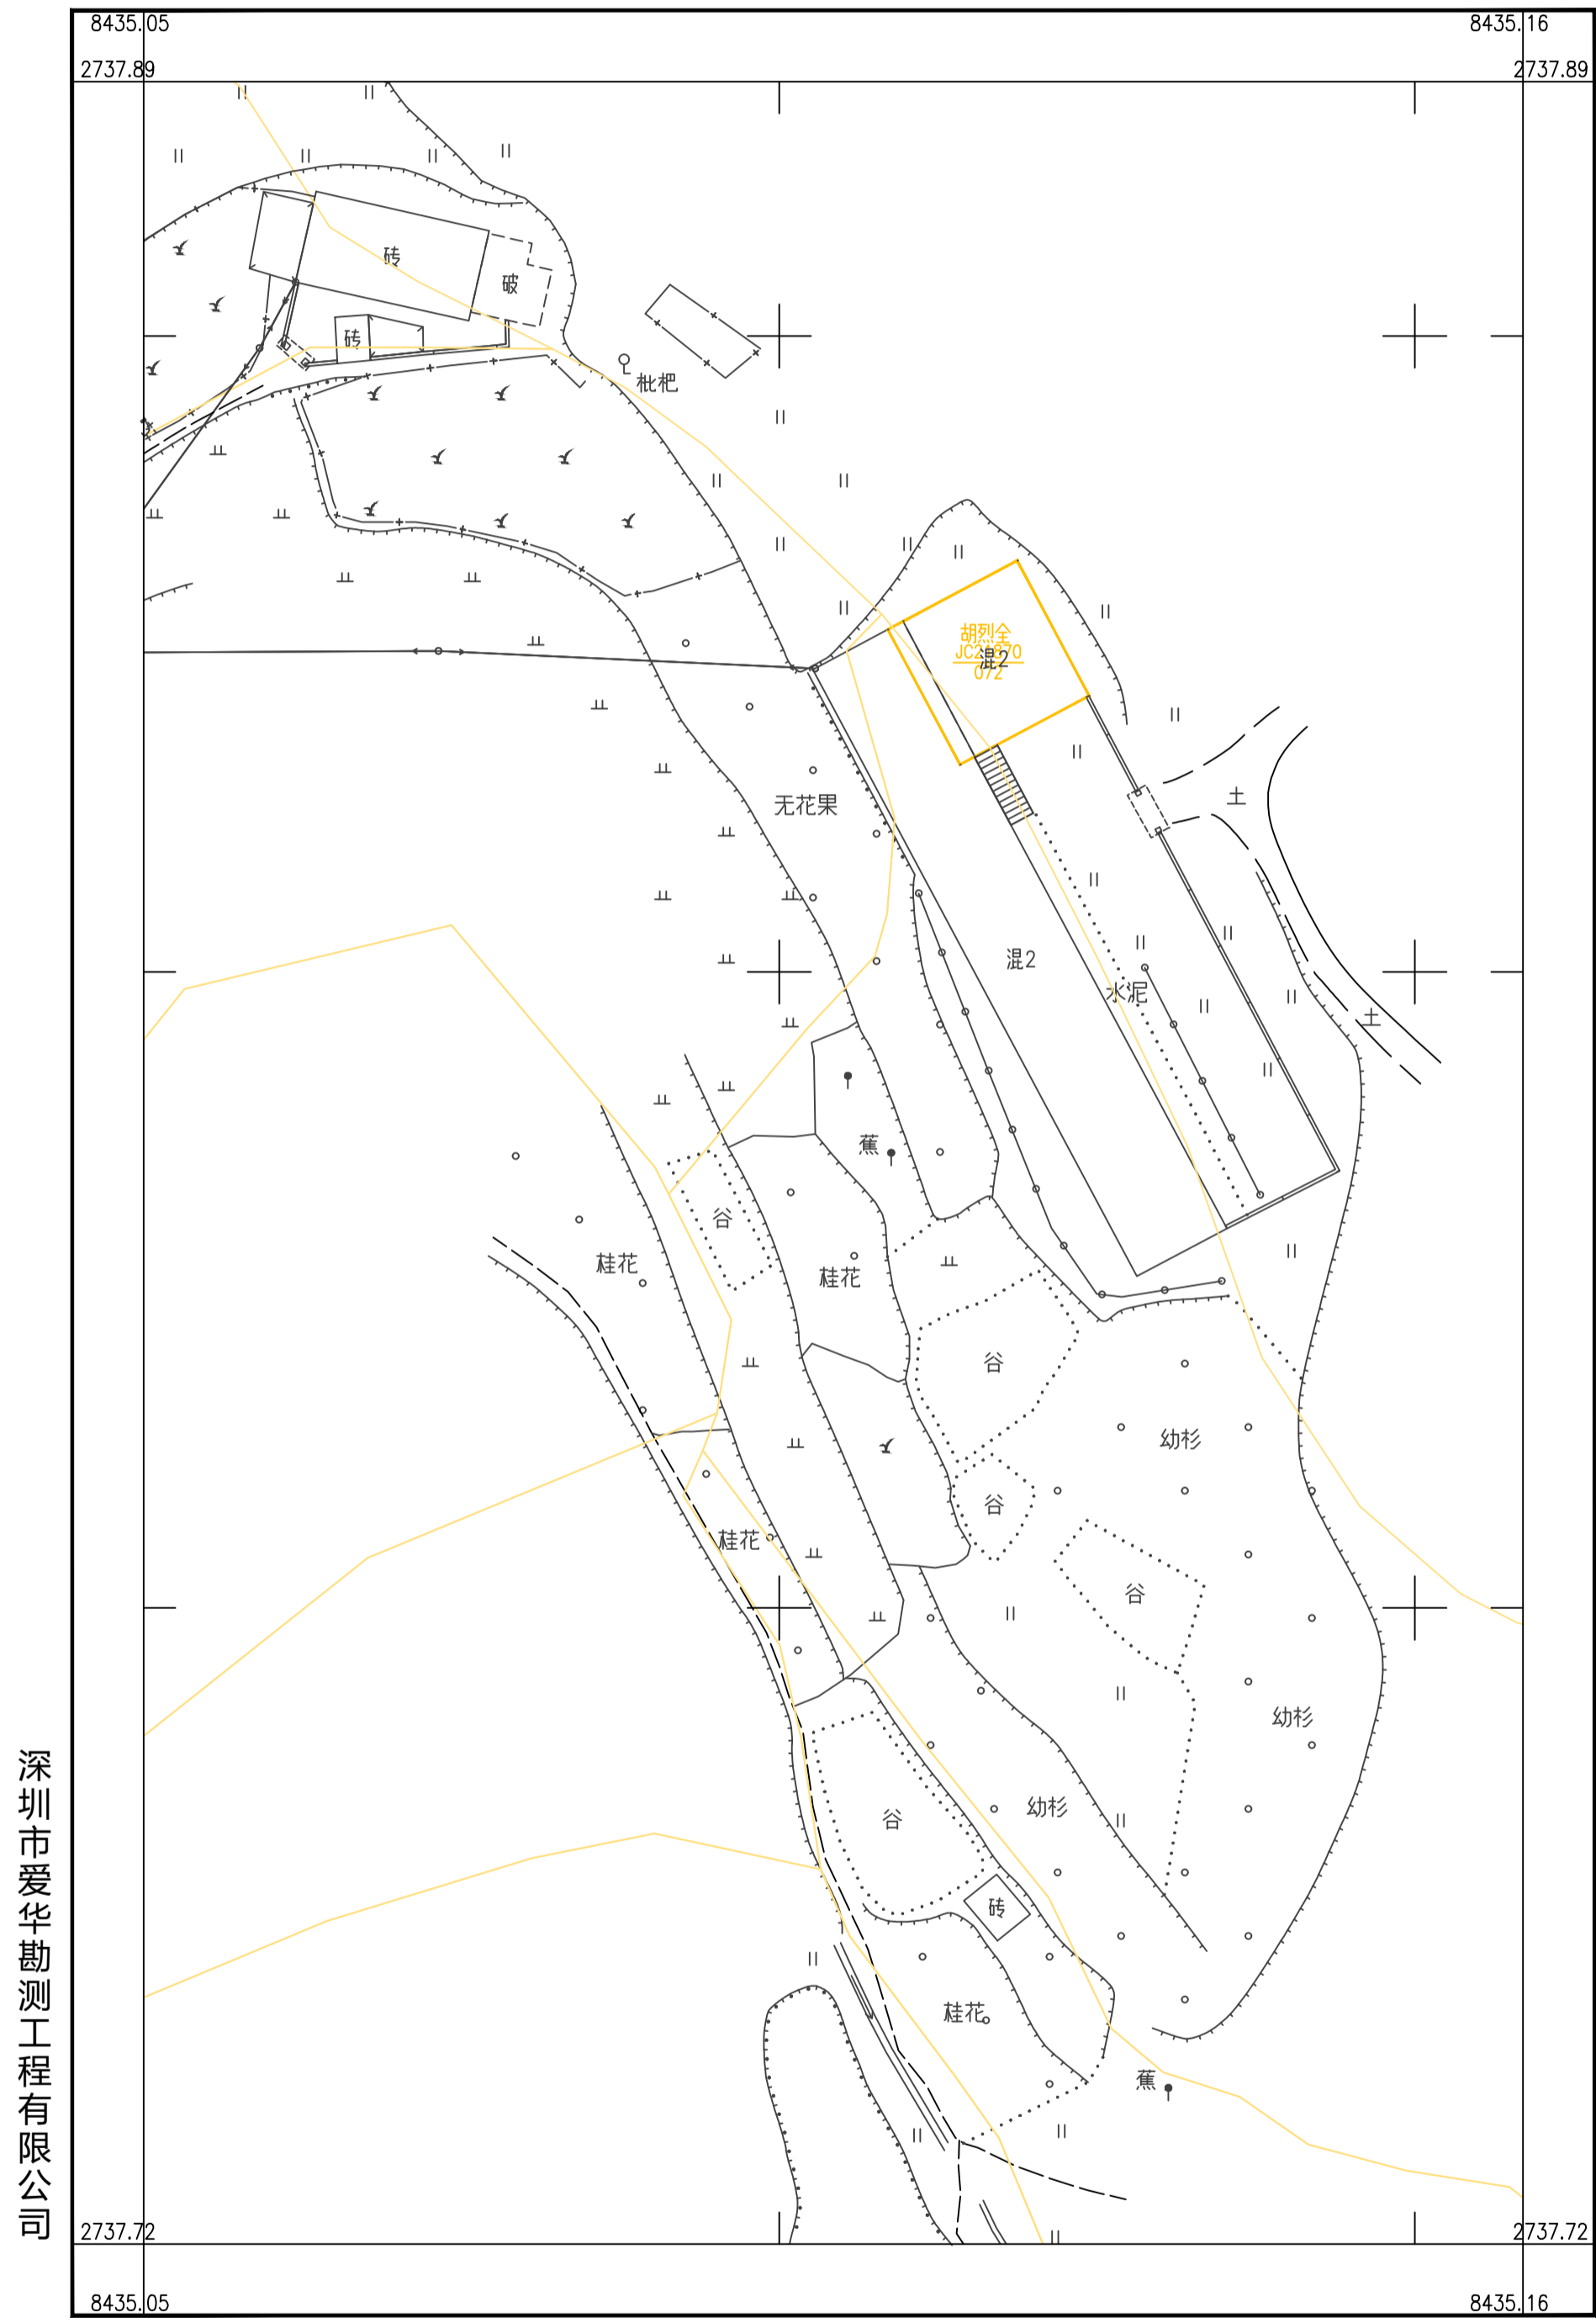 8435.05
8435.16
2737.89
2737.89
砖
破
砖
枇杷
胡烈全
混2
072
无花果
土
混2
水泥
土
蕉
谷
桂花
桂花
谷
幼杉
谷
桂花
谷
幼杉
幼杉
谷
砖
桂花
蕉
深圳市爱华勘测工程有限公司
2737.72
2737.72
8435.05
8435.16